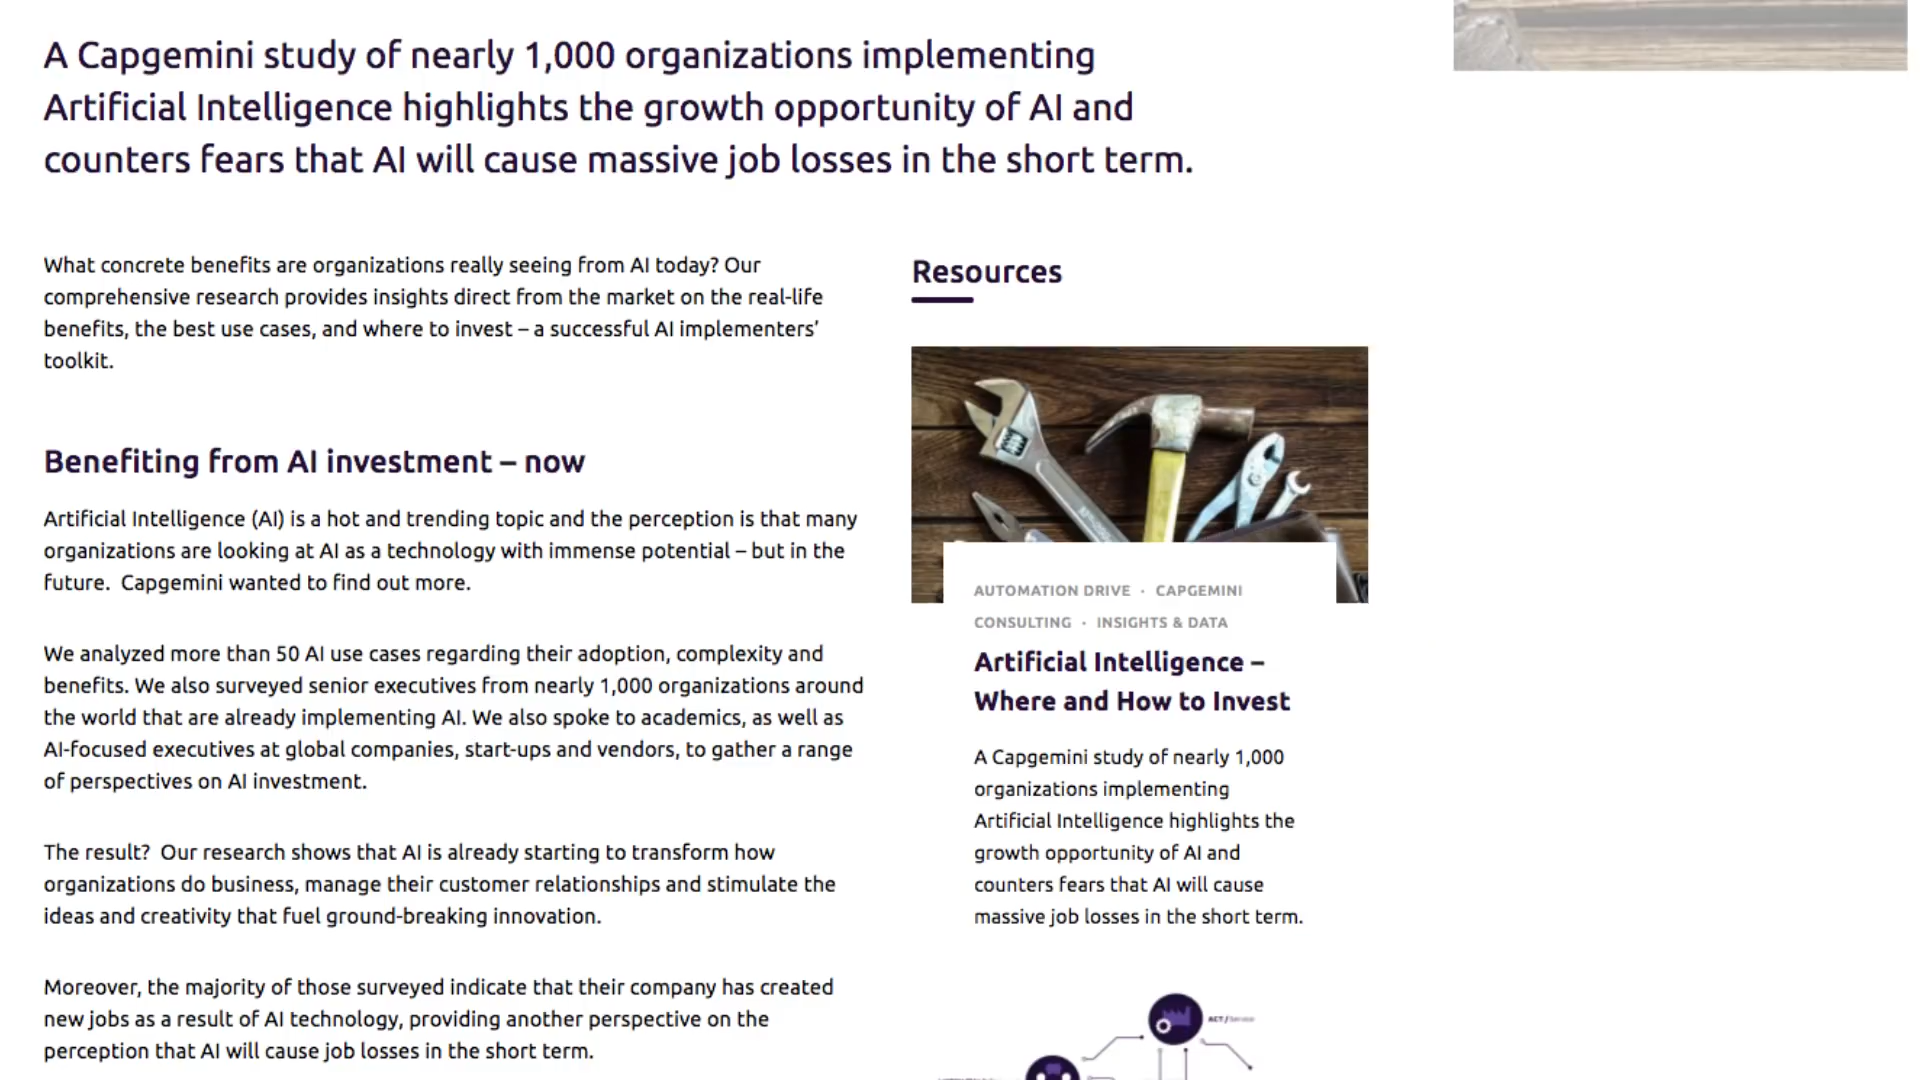 A Capgemini study of nearly 1,000 organizations implementing
Artificial Intelligence highlights the growth opportunity of AI and
counters fears that AI will cause massive job losses in the short term.
What concrete benefits are organizations really seeing from AI today? Our
comprehensive research provides insights direct from the market on the real-life
benefits, the best use cases, and where to invest – a successful AI implementers’
toolkit.
Benefiting from AI investment – now
Artificial Intelligence (AI) is a hot and trending topic and the perception is that many
organizations are looking at AI as a technology with immense potential – but in the
future.  Capgemini wanted to find out more.
We analyzed more than 50 AI use cases regarding their adoption, complexity and
benefits. We also surveyed senior executives from nearly 1,000 organizations around
the world that are already implementing AI. We also spoke to academics, as well as
AI-focused executives at global companies, start-ups and vendors, to gather a range
of perspectives on AI investment.
The result?  Our research shows that AI is already starting to transform how
organizations do business, manage their customer relationships and stimulate the
ideas and creativity that fuel ground-breaking innovation.
Moreover, the majority of those surveyed indicate that their company has created
new jobs as a result of AI technology, providing another perspective on the
perception that AI will cause job losses in the short term.
Resources
AUTOMATION DRIVE · CAPGEMINI
CONSULTING · INSIGHTS & DATA
Artificial Intelligence –
Where and How to Invest
A Capgemini study of nearly 1,000
organizations implementing
Artificial Intelligence highlights the
growth opportunity of AI and
counters fears that AI will cause
massive job losses in the short term.
ACT / Service